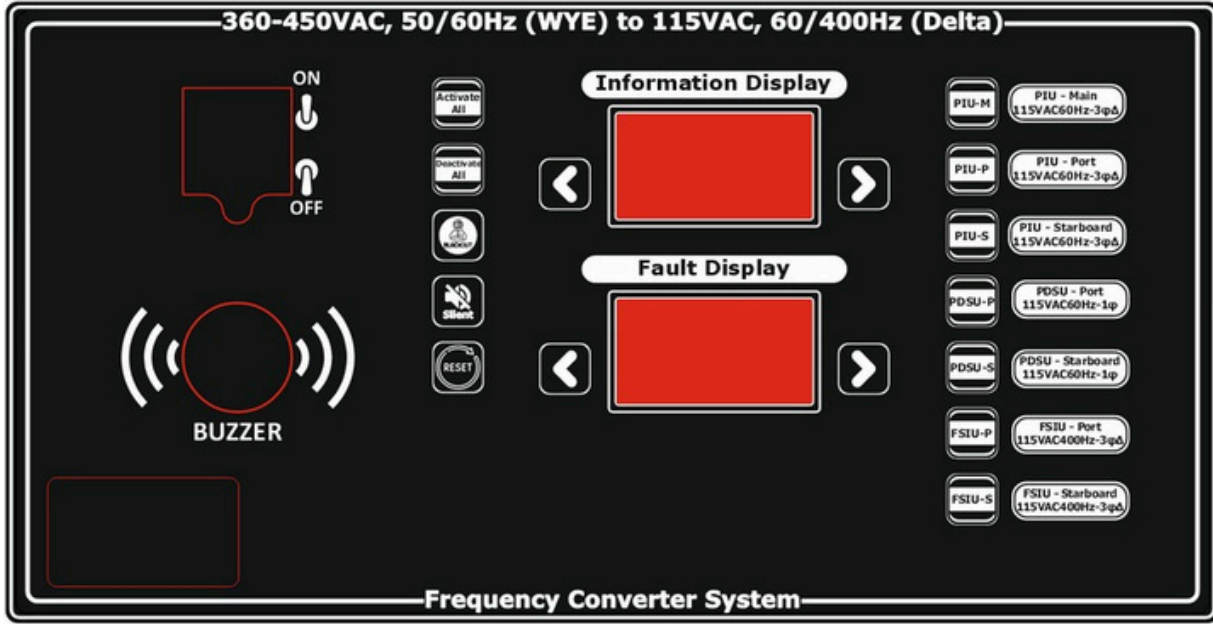 360-450VAC, 50/60Hz (WYE) to 115VAC, 60/400Hz (Delta)
ON
OFF
BUZZER
Activate
All
Deactivate
All
BLACKOUT
Silent
RESET
Information Display
Fault Display
PIU-M
PIU - Main
115VAC60Hz-3φΔ
PIU-P
PIU - Port
115VAC60Hz-3φΔ
PIU-S
PIU - Starboard
115VAC60Hz-3φΔ
PDSU-P
PDSU - Port
115VAC60Hz-1φ
PDSU-S
PDSU - Starboard
115VAC60Hz-1φ
FSIU-P
FSIU - Port
115VAC400Hz-3φΔ
FSIU-S
FSIU - Starboard
115VAC400Hz-3φΔ
Frequency Converter System